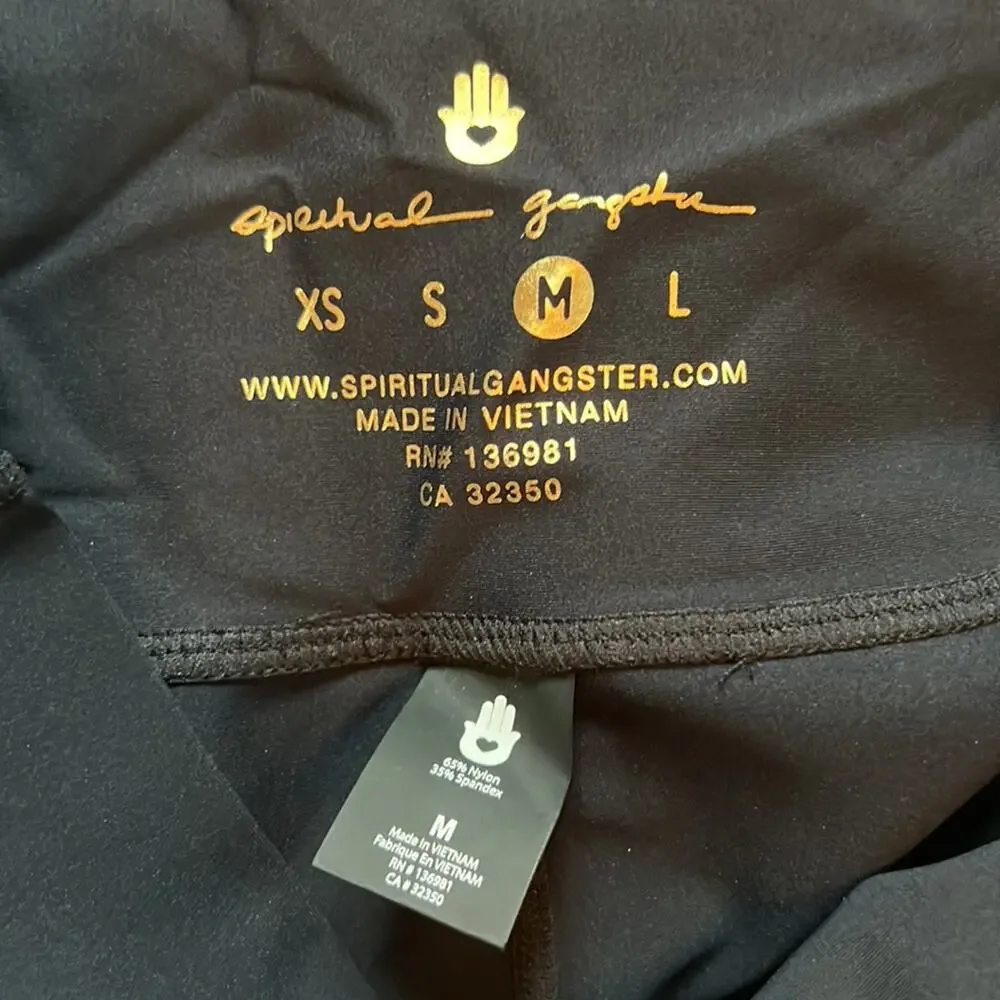 spiritual gangster
XS S M L
WWW.SPIRITUALGANGSTER.COM
MADE IN VIETNAM
RN# 136981
CA 32350
65% Nylon
35% Spandex
M
Made in VIETNAM
Fabrique En VIETNAM
RN # 136981
CA # 32350